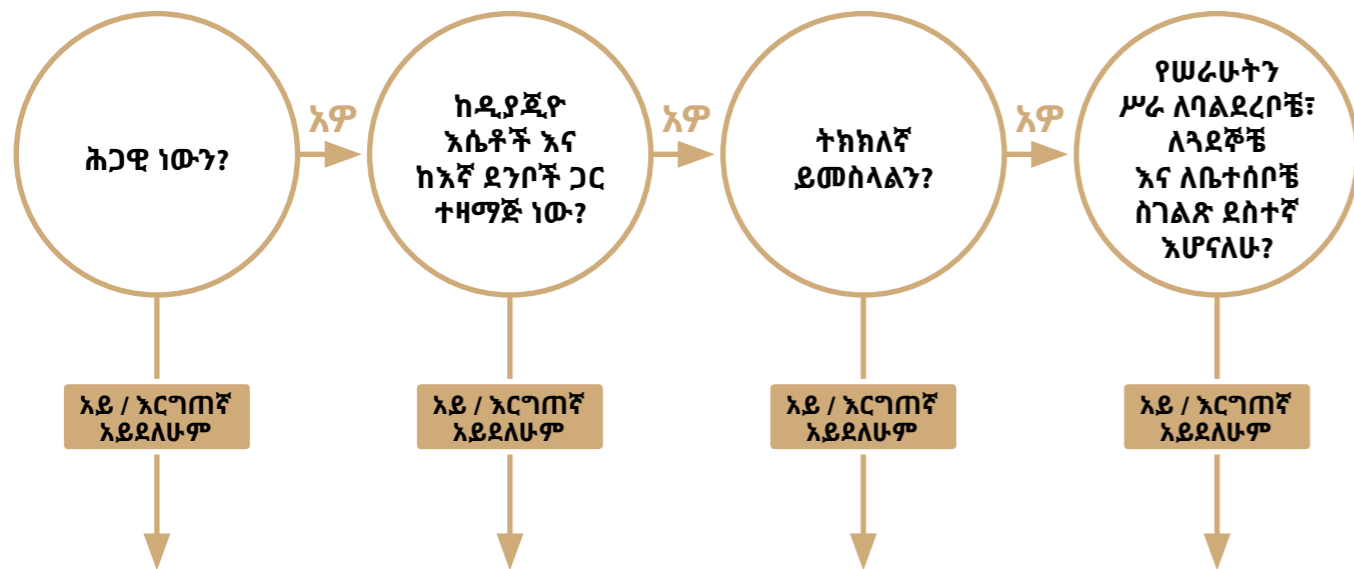 ሕጋዊ ነውን?
አዎ
ከዲያጂዮ
እሴቶች እና
ከእኛ ደንቦች ጋር
ተዛማጅ ነው?
አዎ
ትክክለኛ
ይመስላልን?
አዎ
የሠራሁትን
ሥራ ለባልደረቦቼ፣
ለጓደኞቼ
እና ለቤተሰቦቼ
ስገልጽ ደስተኛ
እሆናለሁ?
አይ / እርግጠኛ
አይደለሁም
አይ / እርግጠኛ
አይደለሁም
አይ / እርግጠኛ
አይደለሁም
አይ / እርግጠኛ
አይደለሁም